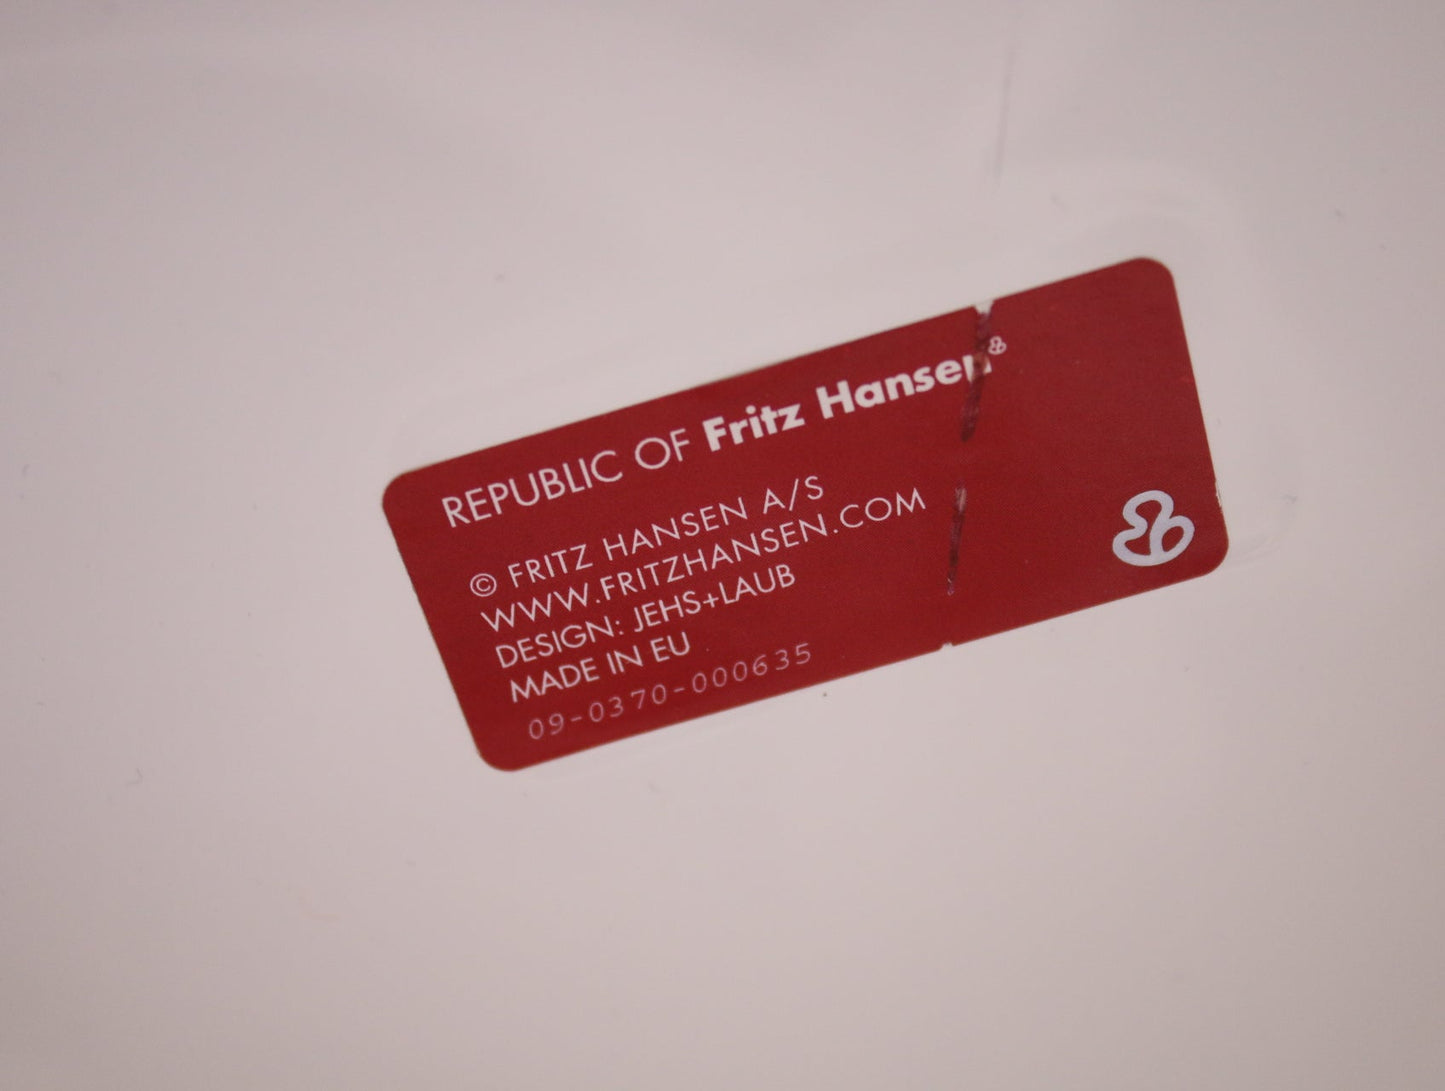 REPUBLIC OF Fritz Hansen
© FRITZ HANSEN A/S
WWW.FRITZHANSEN.COM
DESIGN: JEHS+LAUB
MADE IN EU
09-0370-000635